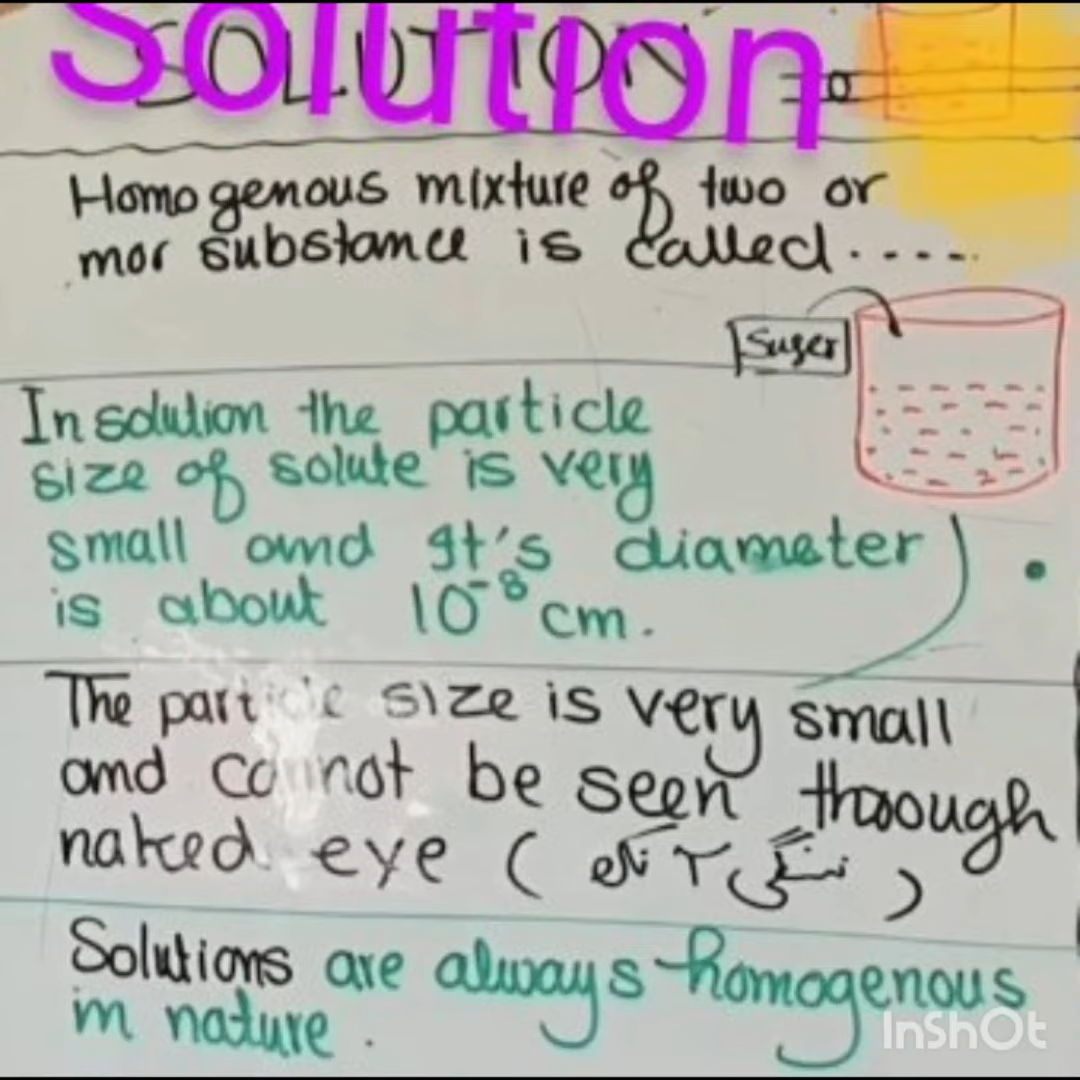 Solution
SOLUTION
Homogenous mixture of two or
mor substance is called.....
Suger
In solution the particle
size of solute is very
small and It's diameter
is about 10⁻⁸ cm.
The particle size is very small
and cannot be seen thorough
naked eye ( ننگی آنکھ )
Solutions are always homogenous
in nature.
InShOt